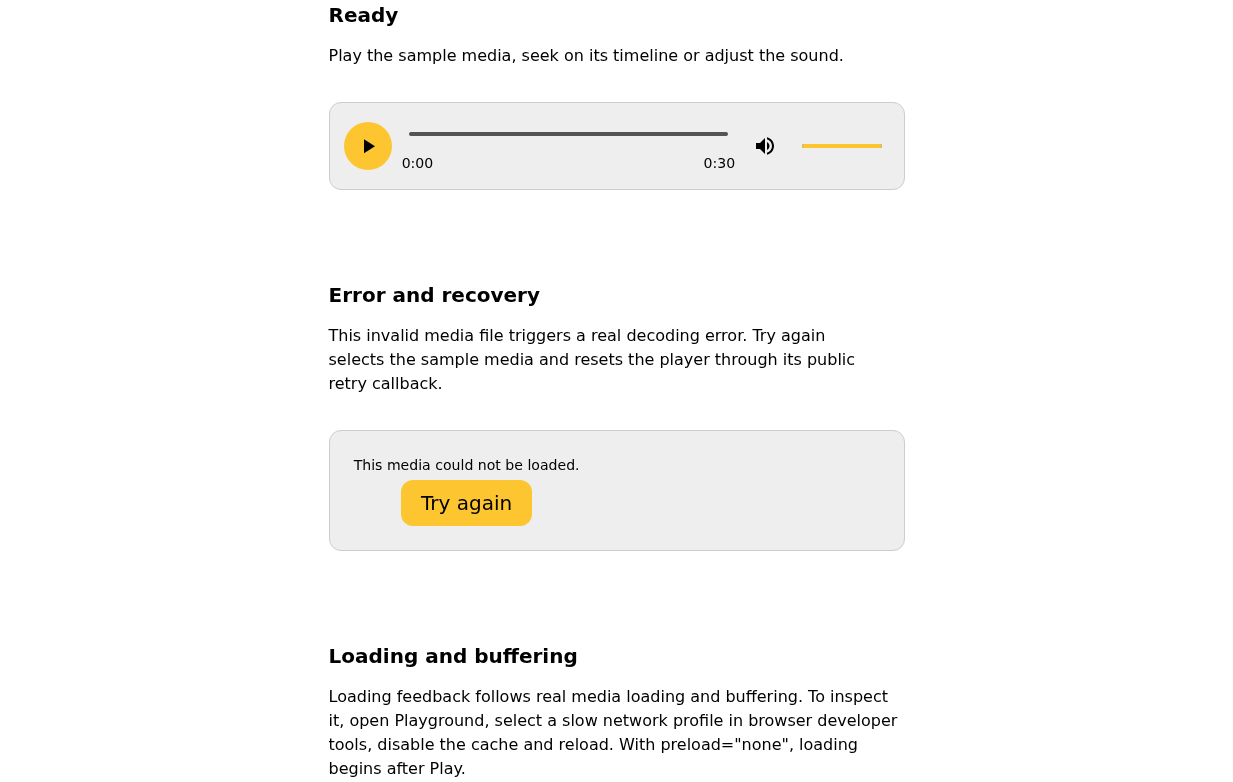 Ready
Play the sample media, seek on its timeline or adjust the sound.
0:00
0:30
Error and recovery
This invalid media file triggers a real decoding error. Try again
selects the sample media and resets the player through its public
retry callback.
This media could not be loaded.
Try again
Loading and buffering
Loading feedback follows real media loading and buffering. To inspect
it, open Playground, select a slow network profile in browser developer
tools, disable the cache and reload. With preload="none", loading
begins after Play.